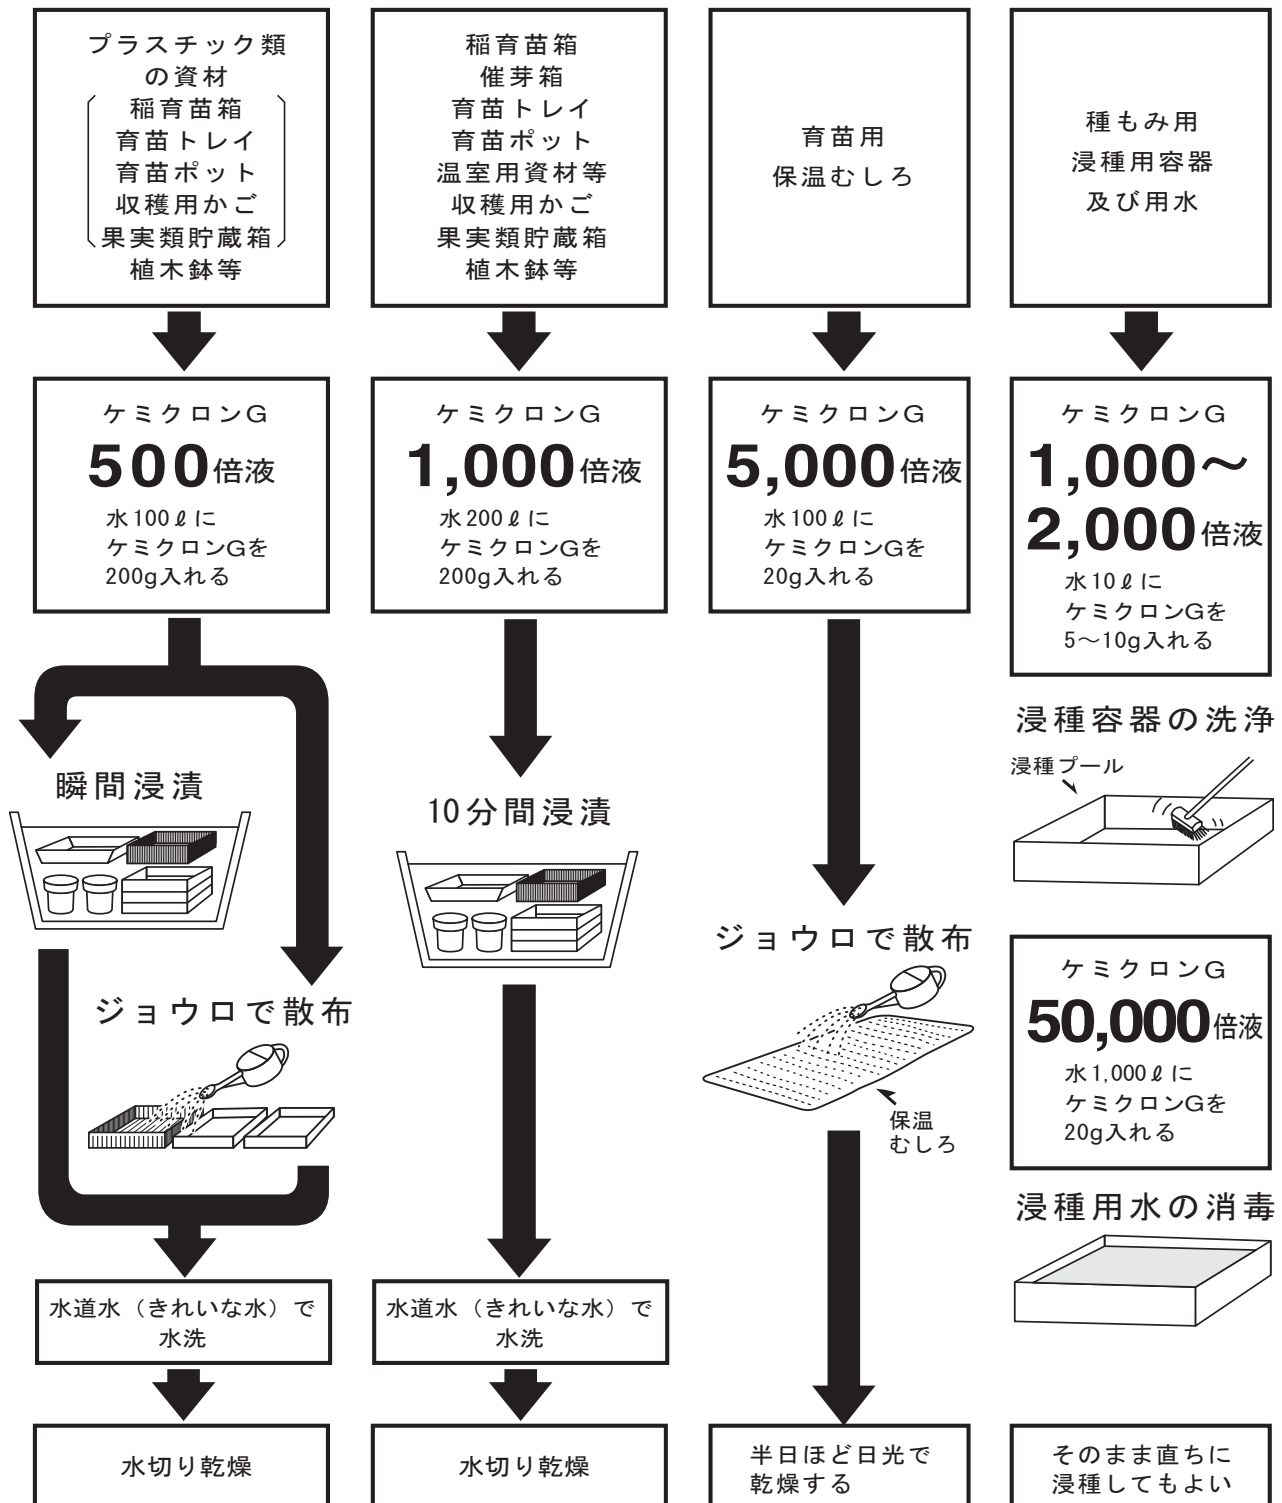 プラスチック類
の資材
稲育苗箱
育苗トレイ
育苗ポット
収穫用かご
果実類貯蔵箱
植木鉢等
ケミクロンG
500倍液
水100ℓに
ケミクロンGを
200g入れる
瞬間浸漬
ジョウロで散布
水道水（きれいな水）で
水洗
水切り乾燥
稲育苗箱
催芽箱
育苗トレイ
育苗ポット
温室用資材等
収穫用かご
果実類貯蔵箱
植木鉢等
ケミクロンG
1,000倍液
水200ℓに
ケミクロンGを
200g入れる
10分間浸漬
水道水（きれいな水）で
水洗
水切り乾燥
育苗用
保温むしろ
ケミクロンG
5,000倍液
水100ℓに
ケミクロンGを
20g入れる
ジョウロで散布
保温
むしろ
半日ほど日光で
乾燥する
種もみ用
浸種用容器
及び用水
ケミクロンG
1,000～
2,000倍液
水10ℓに
ケミクロンGを
5～10g入れる
浸種容器の洗浄
浸種プール
ケミクロンG
50,000倍液
水1,000ℓに
ケミクロンGを
20g入れる
浸種用水の消毒
そのまま直ちに
浸種してもよい